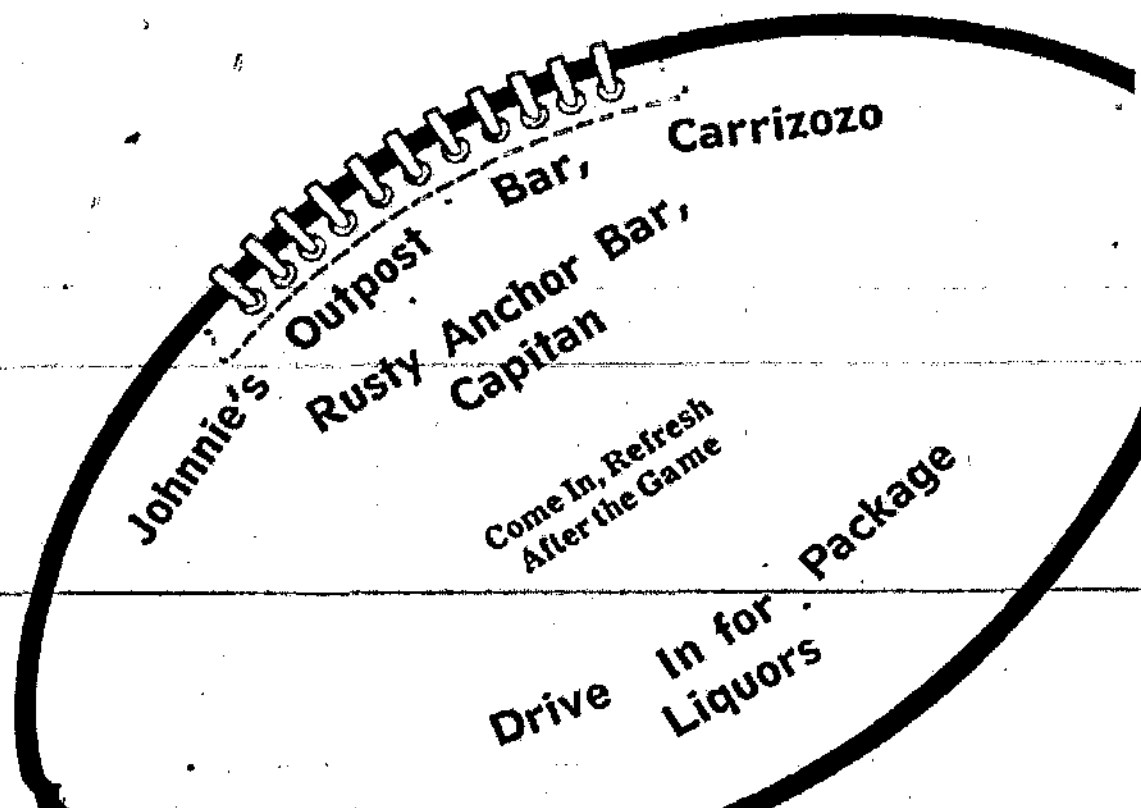 Johnnie's Outpost Bar, Carrizozo
Rusty Anchor Bar,
Capitan
Come In, Refresh
After the Game
Drive In for Package
Liquors